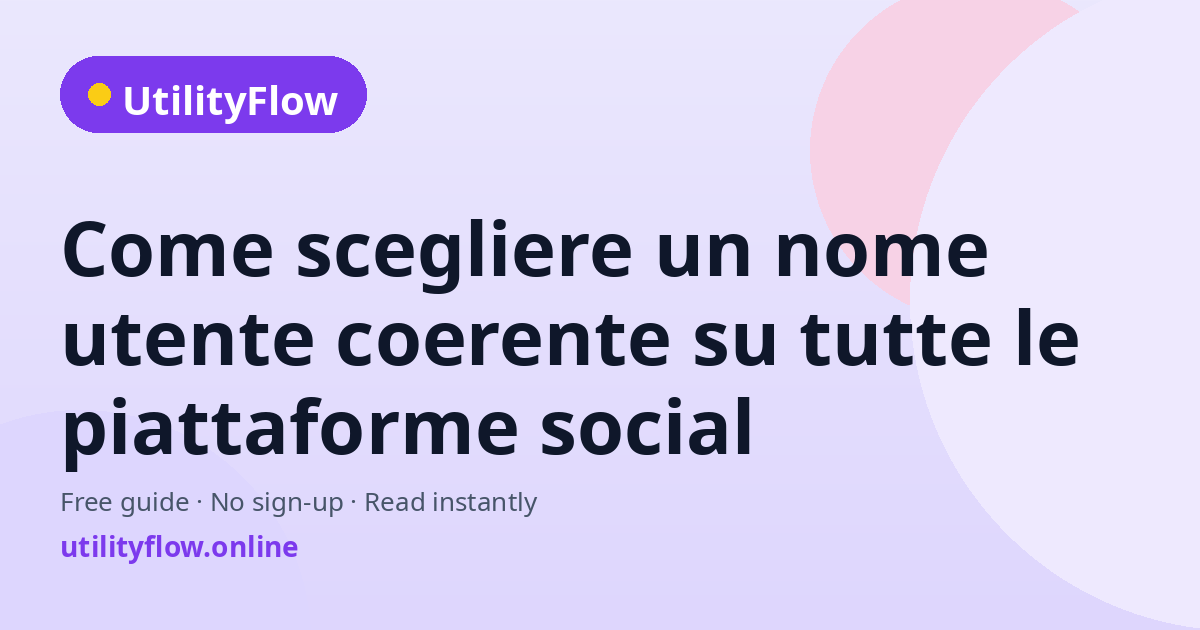 UtilityFlow
Come scegliere un nome
utente coerente su tutte le
piattaforme social
Free guide · No sign-up · Read instantly
utilityflow.online